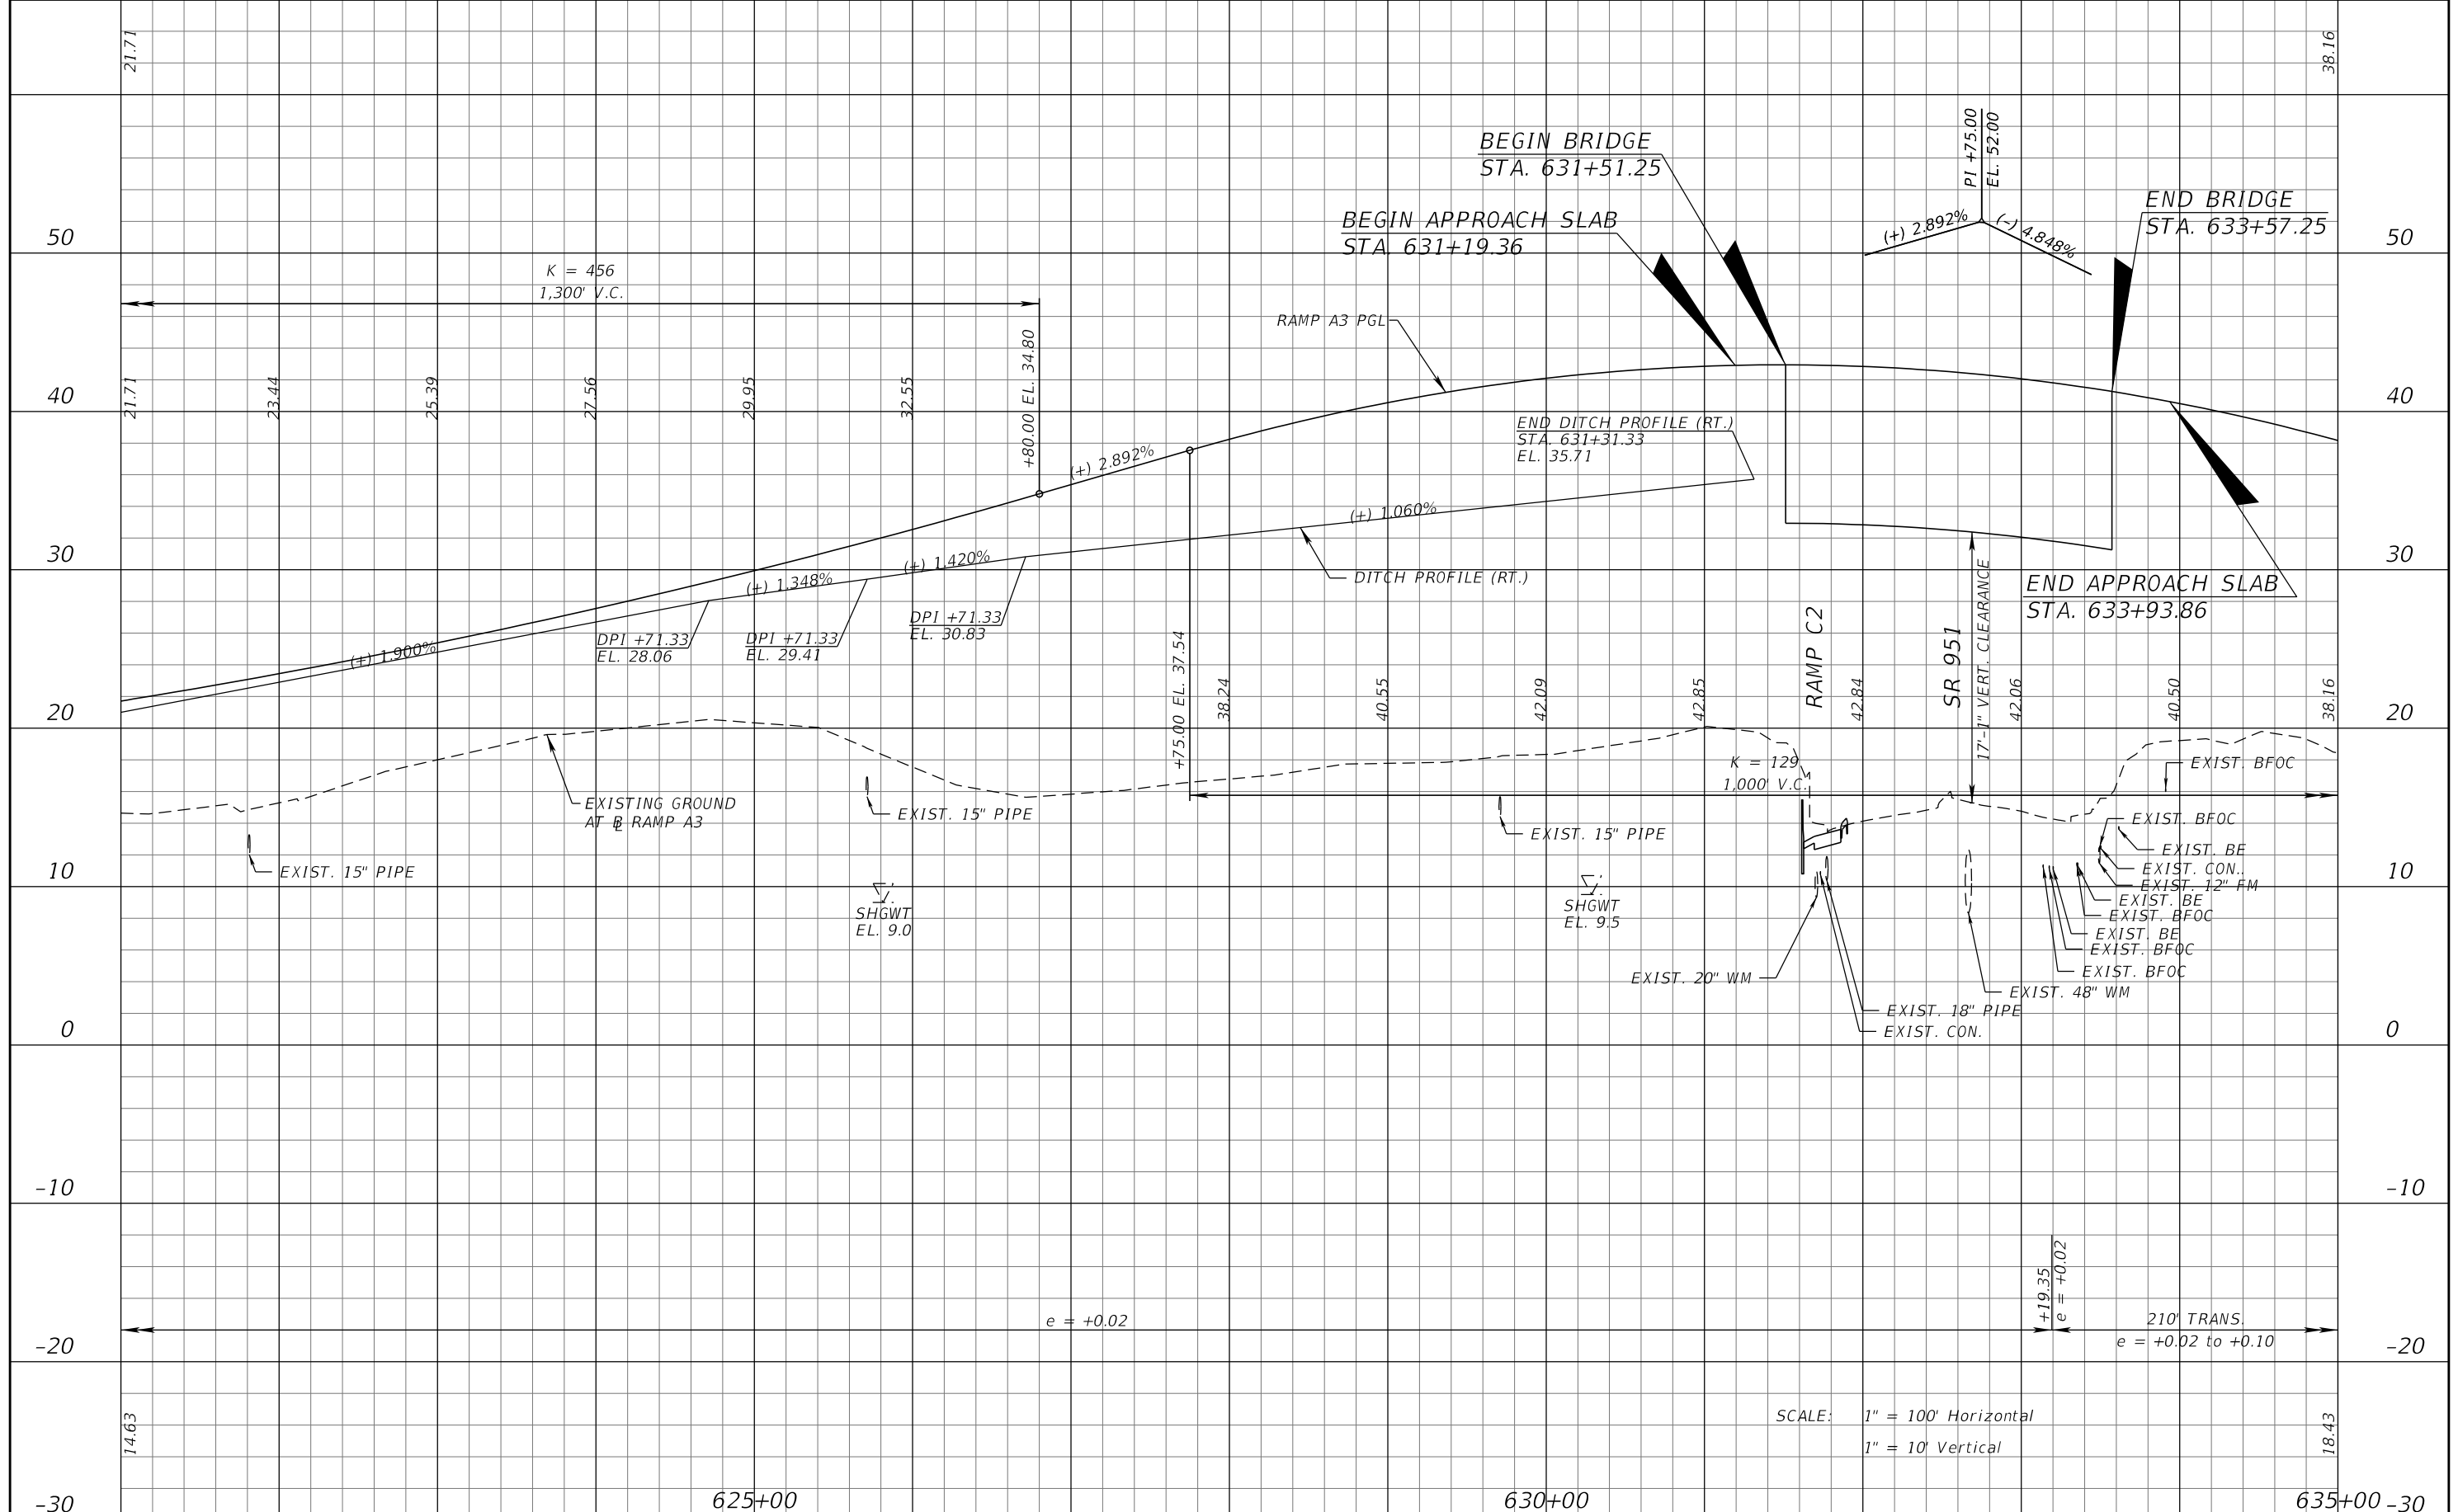 21.71
38.16
BEGIN BRIDGE
STA. 631+51.25
BEGIN APPROACH SLAB
STA. 631+19.36
PI +75.00
EL. 52.00
(+) 2.892%
(-) 4.848%
END BRIDGE
STA. 633+57.25
50
50
K = 456
1,300' V.C.
RAMP A3 PGL
40
21.71
23.44
25.39
27.56
29.95
32.55
+80.00 EL. 34.80
40
(+) 2.892%
END DITCH PROFILE (RT.)
STA. 631+31.33
EL. 35.71
(+) 1.060%
30
30
(+) 1.420%
(+) 1.348%
DITCH PROFILE (RT.)
END APPROACH SLAB
STA. 633+93.86
DPI +71.33
EL. 28.06
DPI +71.33
EL. 29.41
DPI +71.33
EL. 30.83
(+) 1.900%
+75.00 EL. 37.54
RAMP C2
SR 951
17'-1" VERT. CLEARANCE
20
38.24
40.55
42.09
42.85
42.84
42.06
40.50
38.16
20
K = 129
1,000' V.C.
EXIST. BFOC
EXISTING GROUND
AT ℄ RAMP A3
EXIST. 15" PIPE
EXIST. 15" PIPE
EXIST. BFOC
EXIST. BE
EXIST. CON.
EXIST. 12" FM
EXIST. BE
EXIST. BFOC
EXIST. BE
EXIST. BFOC
EXIST. BFOC
EXIST. 15" PIPE
10
10
SHGWT
EL. 9.0
SHGWT
EL. 9.5
EXIST. 20" WM
EXIST. 48" WM
EXIST. 18" PIPE
EXIST. CON.
0
0
-10
-10
+19.35
e = +0.02
e = +0.02
210' TRANS.
e = +0.02 to +0.10
-20
-20
14.63
SCALE: 1" = 100' Horizontal
1" = 10' Vertical
18.43
-30
625+00
630+00
635+00
-30